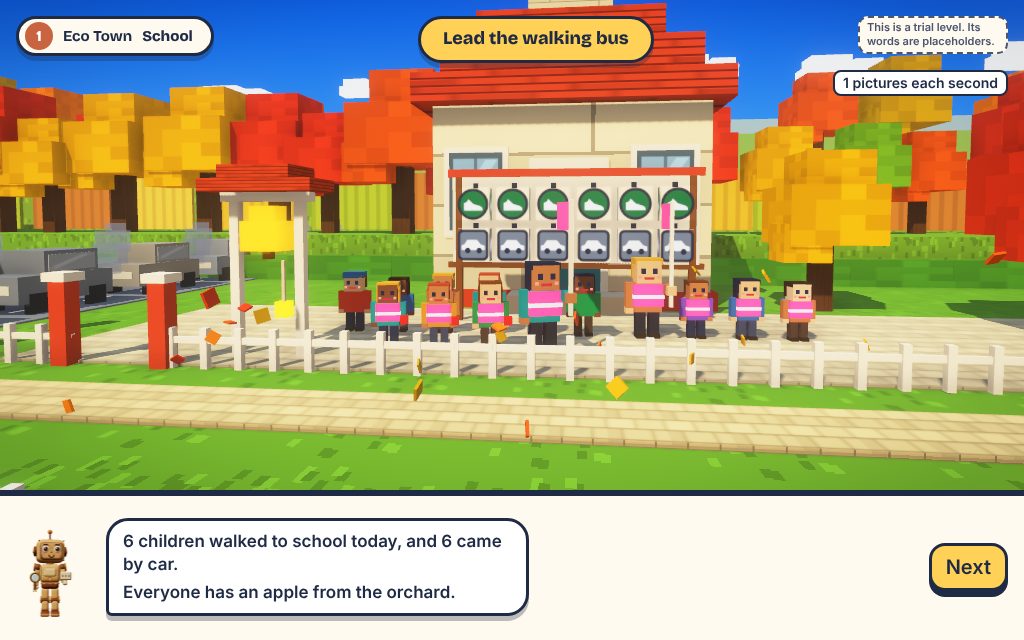 1 Eco Town School
Lead the walking bus
This is a trial level. Its
words are placeholders.
1 pictures each second
6 children walked to school today, and 6 came
by car.
Everyone has an apple from the orchard.
Next